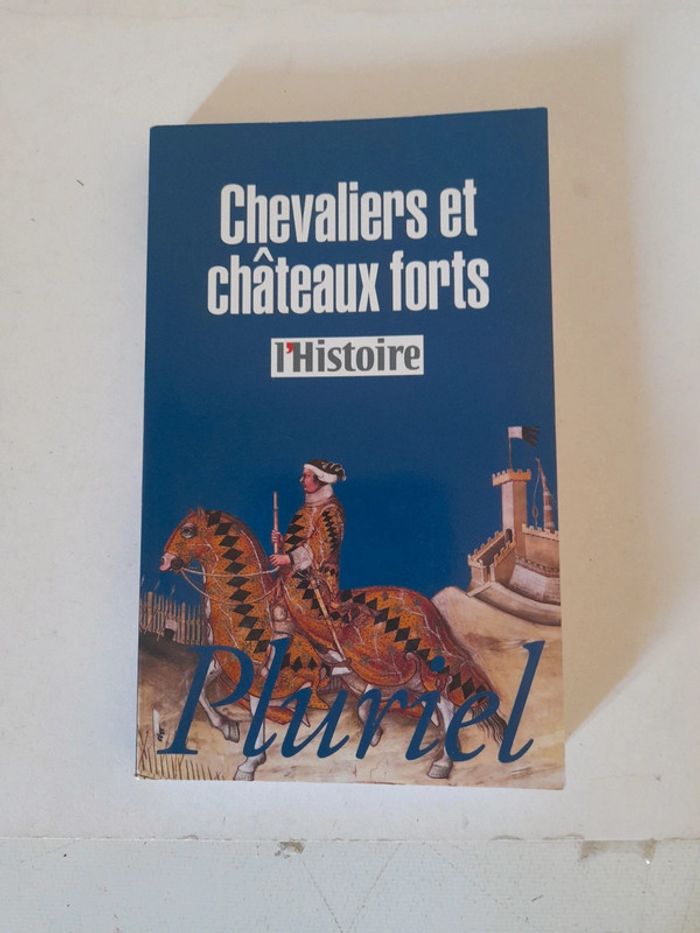 Chevaliers et
châteaux forts
l'Histoire
Pluriel